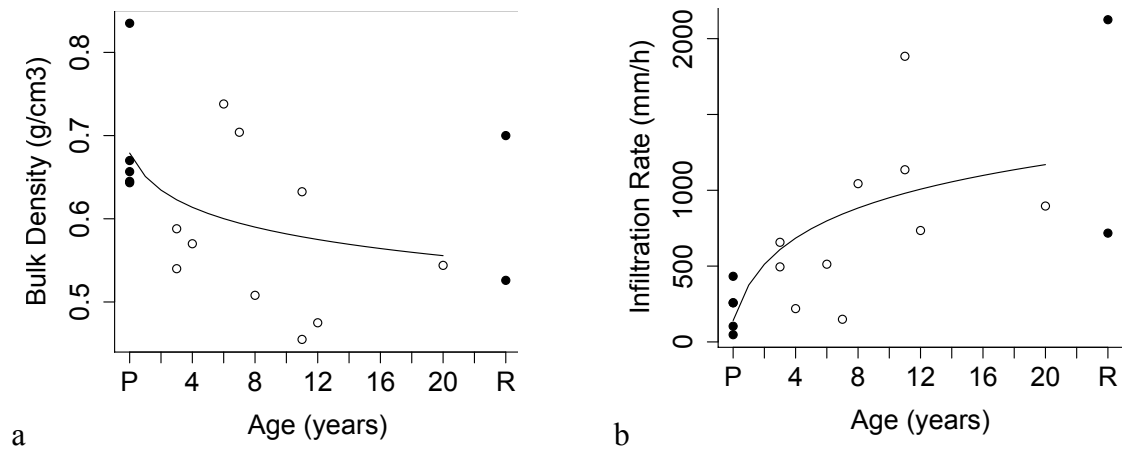 Bulk Density (g/cm3)
0.8
0.7
0.6
0.5
P 4 8 12 16 20 R
Age (years)
a
Infiltration Rate (mm/h)
2000
1000
500
0
P 4 8 12 16 20 R
Age (years)
b